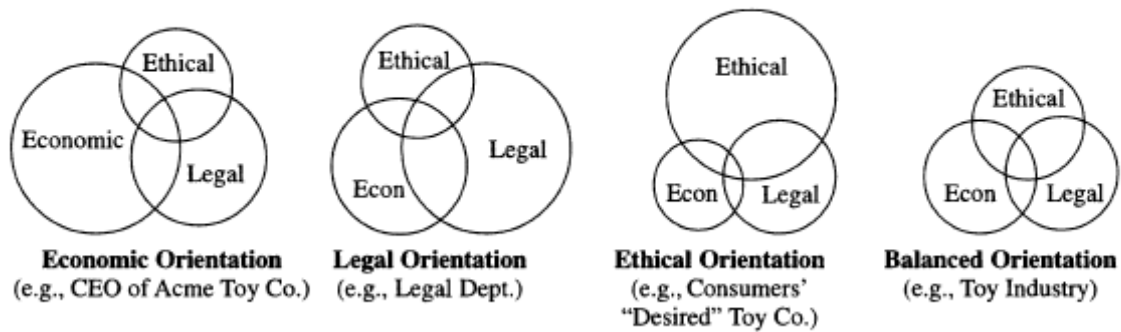 Ethical
Economic
Legal
Economic Orientation
(e.g., CEO of Acme Toy Co.)
Ethical
Legal
Econ
Legal Orientation
(e.g., Legal Dept.)
Ethical
Econ
Legal
Ethical Orientation
(e.g., Consumers’
“Desired” Toy Co.)
Ethical
Econ
Legal
Balanced Orientation
(e.g., Toy Industry)